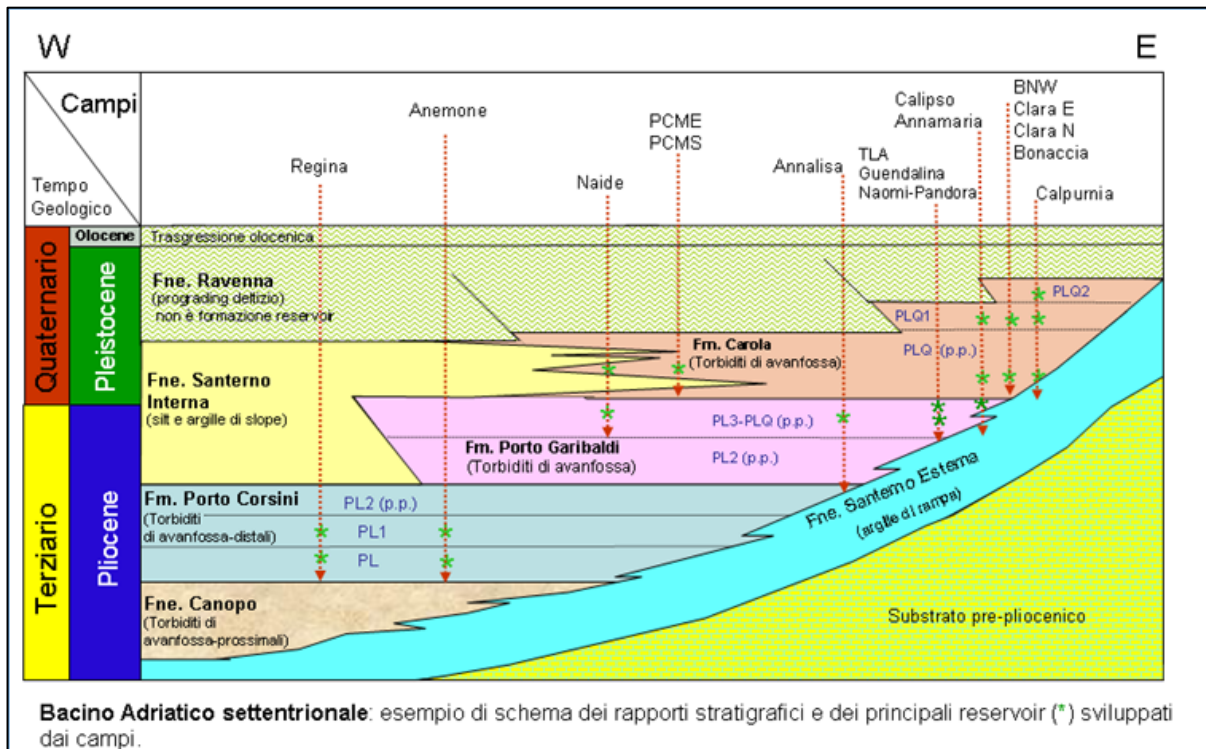 W
E
Campi
Tempo
Geologico
Regina
Anemone
Naide
PCME
PCMS
Annalisa
TLA
Guendalina
Naomi-Pandora
Calipso
Annamaria
BNW
Clara E
Clara N
Bonaccia
Calpurnia
Quaternario
Terziario
Olocene
Pleistocene
Pliocene
Trasgressione olocenica
Fne. Ravenna
(prograding deltizio)
non è formazione reservoir
Fne. Santerno
Interna
(silt e argille di slope)
Fm. Carola
(Torbiditi di avanfossa)
PLQ2
PLQ1
PLQ (p.p.)
PL3-PLQ (p.p.)
Fm. Porto Garibaldi
(Torbiditi di avanfossa)
PL2 (p.p.)
Fm. Porto Corsini
(Torbiditi
di avanfossa-distali)
PL2 (p.p.)
PL1
PL
Fne. Canopo
(Torbiditi di
avanfossa-prossimali)
Fne. Santerno Esterna
(argille di rampa)
Substrato pre-pliocenico
Bacino Adriatico settentrionale: esempio di schema dei rapporti stratigrafici e dei principali reservoir (*) sviluppati
dai campi.